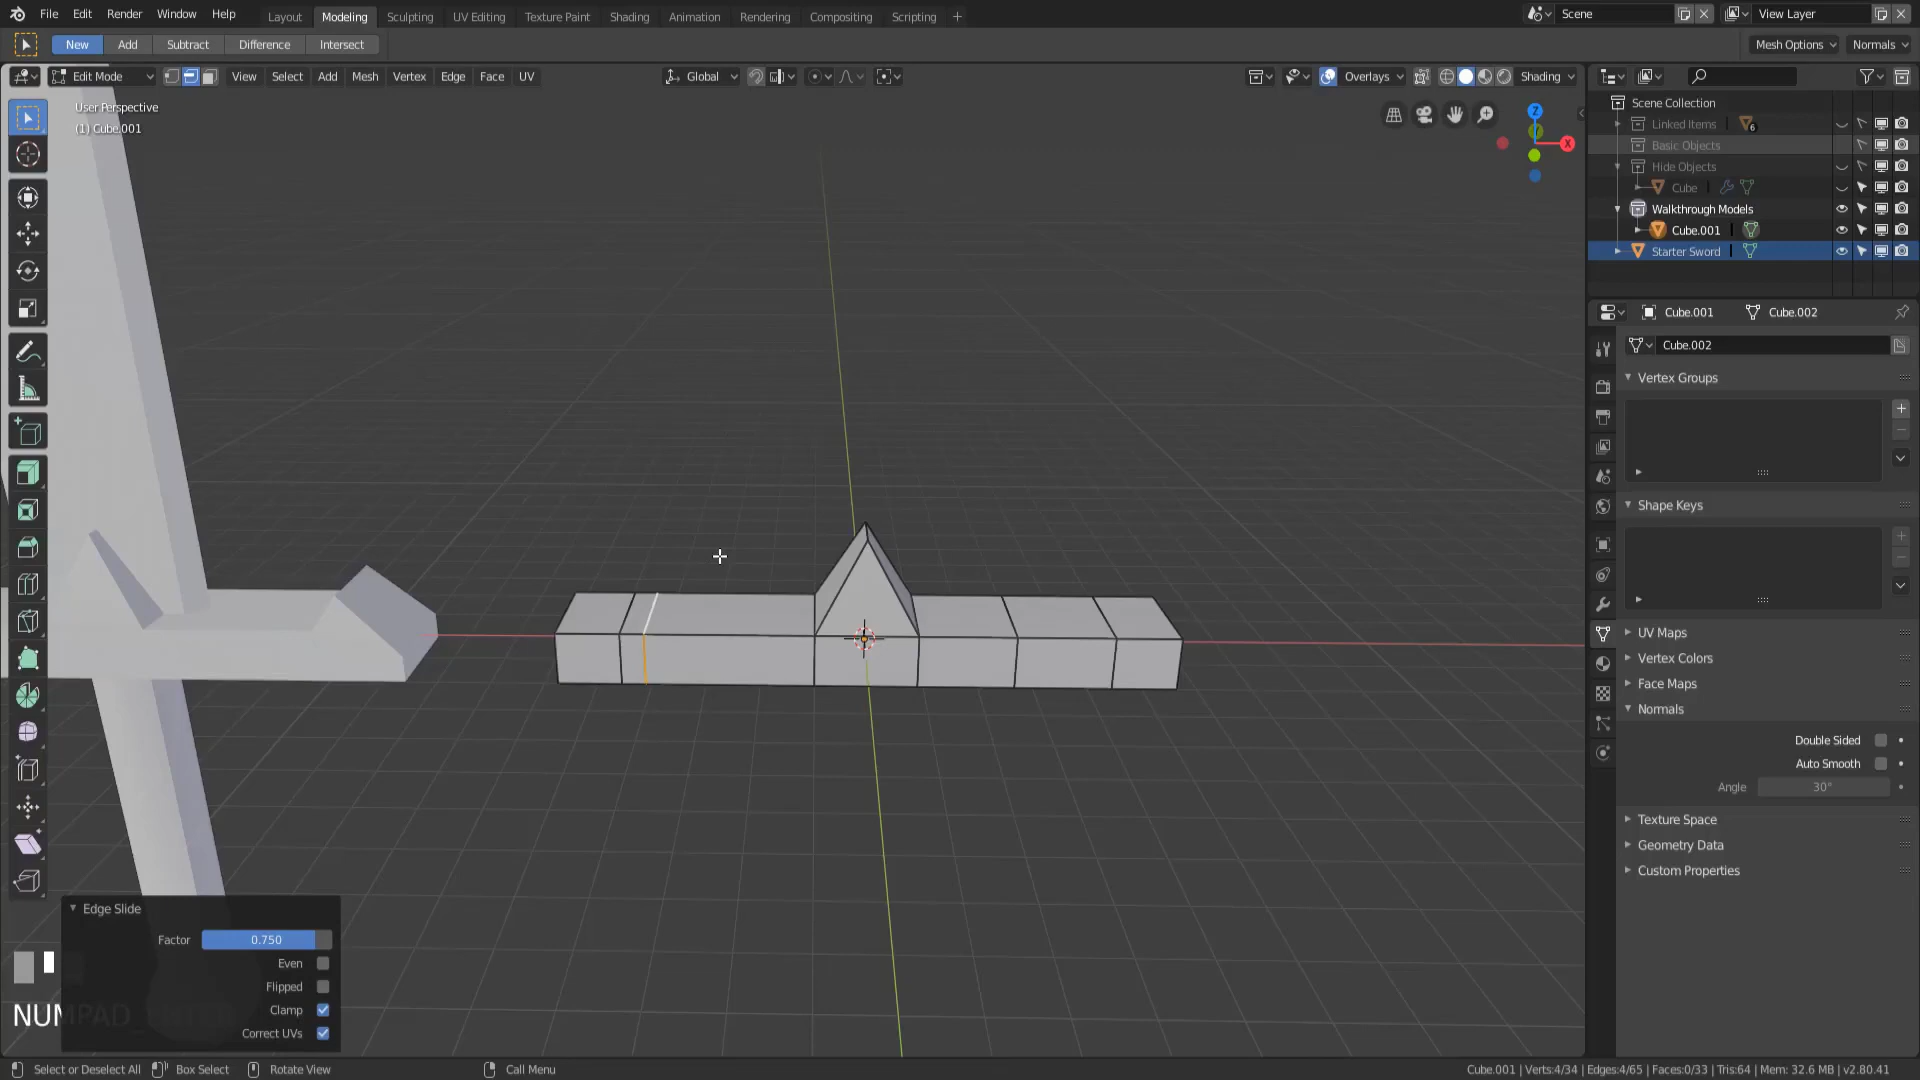 File Edit Render Window Help Layout Modeling Sculpting UV Editing Texture Paint Shading Animation Rendering Compositing Scripting + Scene View Layer
New Add Subtract Difference Intersect Mesh Options Normals
Edit Mode View Select Add Mesh Vertex Edge Face UV Global Overlays Shading
User Perspective
(1) Cube.001
Z
X
Scene Collection
Linked Items 6
Basic Objects
Hide Objects
Cube
Walkthrough Models
Cube.001
Starter Sword
Cube.001 Cube.002
Cube.002
Vertex Groups
Shape Keys
UV Maps
Vertex Colors
Face Maps
Normals
Double Sided
Auto Smooth
Angle 30°
Texture Space
Geometry Data
Custom Properties
Edge Slide
Factor 0.750
Even
Flipped
Clamp
Correct UVs
Select or Deselect All Box Select Rotate View Call Menu Cube.001 | Verts:4/34 | Edges:4/65 | Faces:0/33 | Tris:64 | Mem: 32.6 MB | v2.80.41